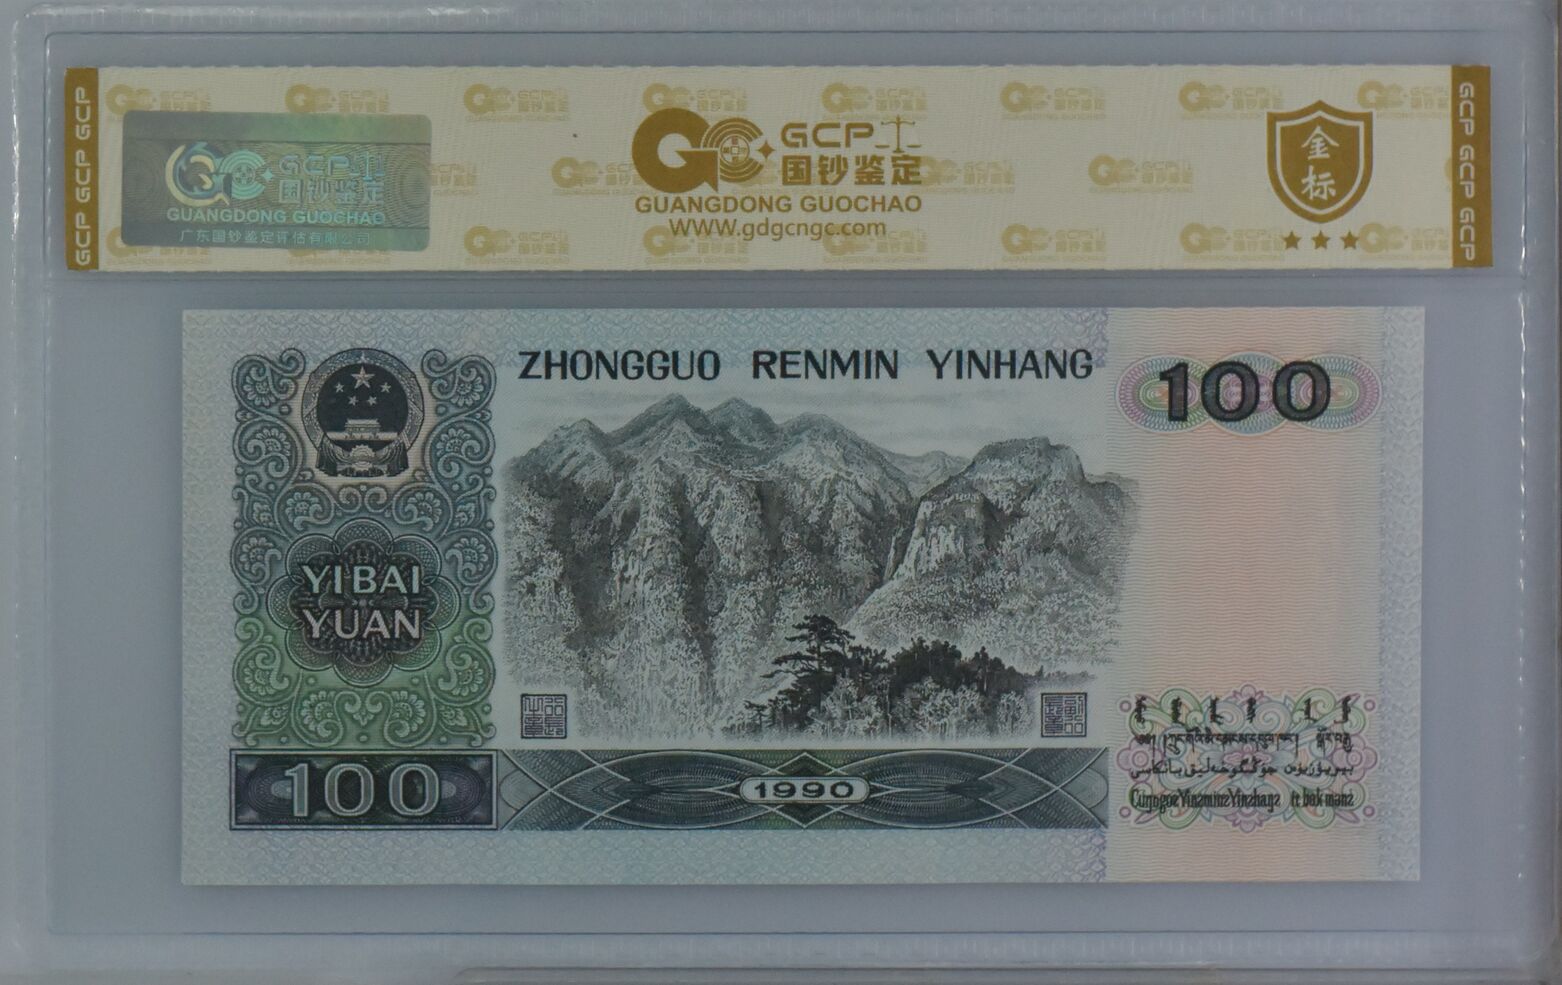 GCP GCP GCP
GCP 国钞鉴定
GUANGDONG GUOCHAO
广东国钞鉴定评估有限公司
GCP
国钞鉴定
GUANGDONG GUOCHAO
WWW.gdgcngc.com
金标
GCP GCP GCP
ZHONGGUO RENMIN YINHANG
100
YIBAI
YUAN
100
1990